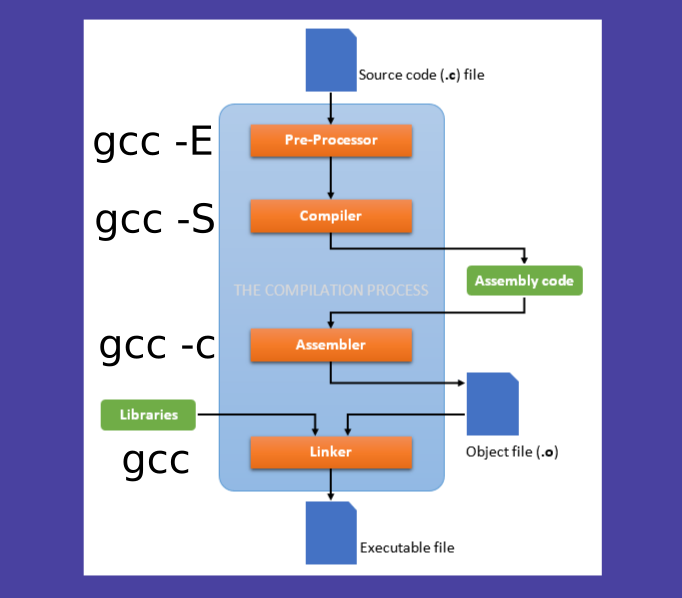 Source code (.c) file
gcc -E
Pre-Processor
gcc -S
Compiler
Assembly code
THE COMPILATION PROCESS
gcc -c
Assembler
Libraries
gcc
Linker
Object file (.o)
Executable file